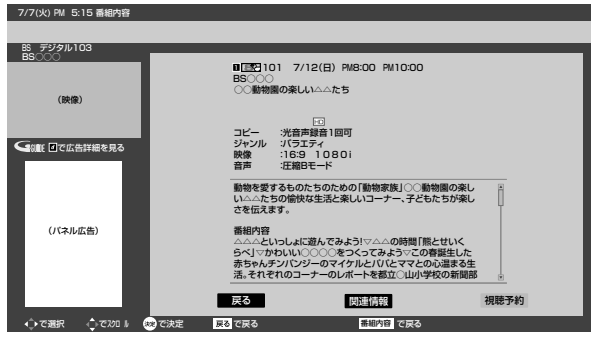 7/7(火) PM 5:15 番組内容
BS デジタル103
BS○○○
(映像)
GUIDE dで広告詳細を見る
(パネル広告)
101 7/12(日) PM8:00 PM10:00
BS○○○
○○動物園の楽しい△△たち
HD
コピー :光音声録音1回可
ジャンル :バラエティ
映像 :16:9 1080i
音声 :圧縮Bモード
動物を愛するものたちのための「動物家族」○○動物園の楽し
い△△たちの愉快な生活と楽しいコーナー、子どもたちが楽し
さを伝えます。
番組内容
△△△といっしょに遊んでみよう!▽△△の時間「熊とせいく
らべ」▽かわいい○○○○をつくってみよう▽この春誕生した
赤ちゃんチンパンジーのマイケルとパパとママとの心温まる生
活。それぞれのコーナーのレポートを都立○山小学校の新聞部
戻る 関連情報 視聴予約
で選択 でスクロール 決定で決定 戻るで戻る 番組内容で戻る